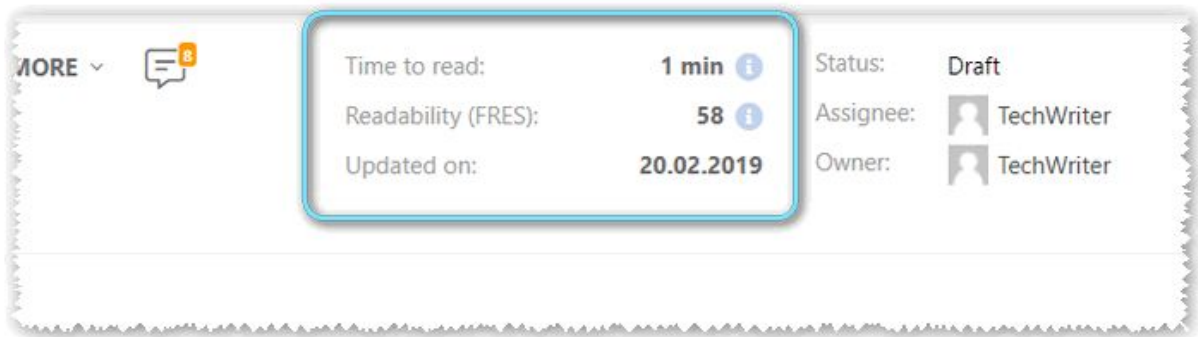 MORE
8
Time to read: 1 min
Readability (FRES): 58
Updated on: 20.02.2019
Status: Draft
Assignee: TechWriter
Owner: TechWriter